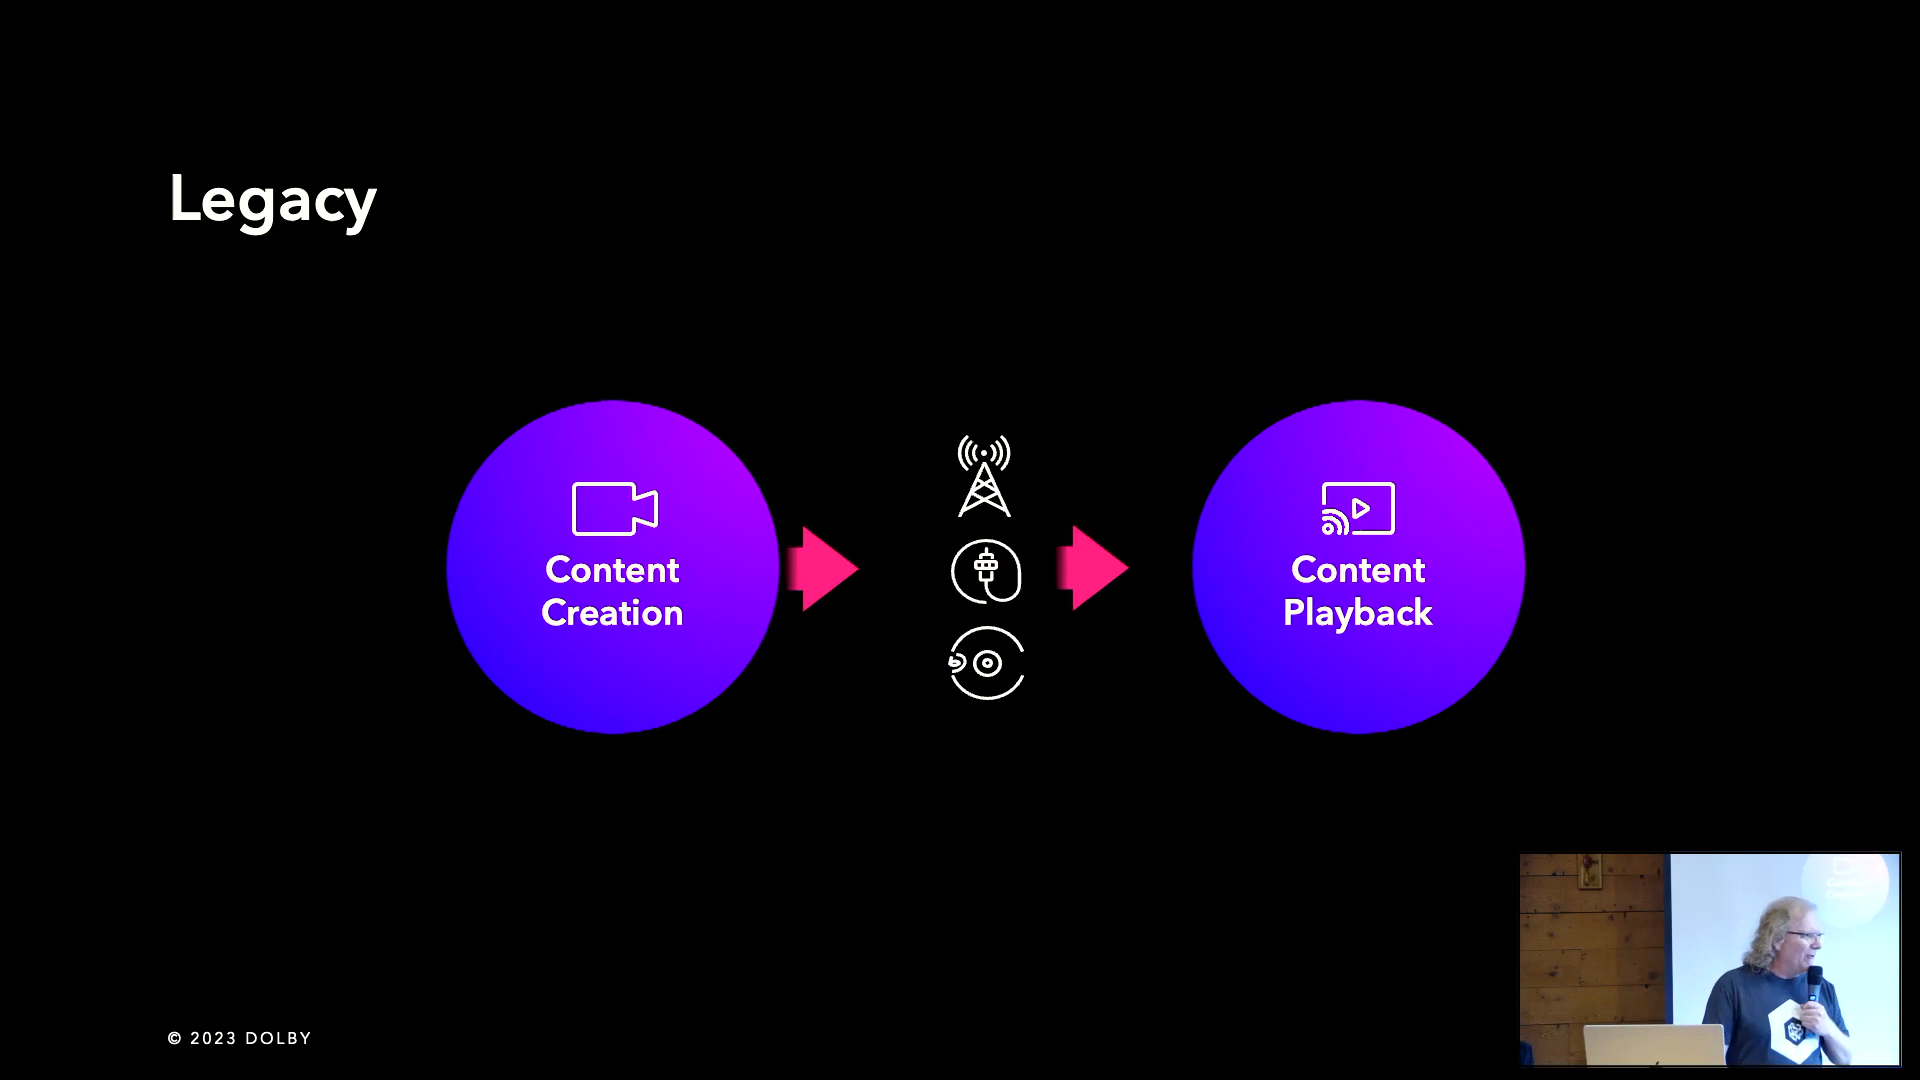 Legacy
Content
Creation
Content
Playback
© 2023 DOLBY